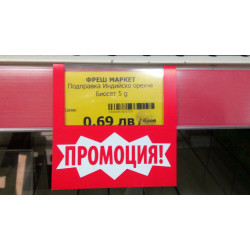 ФРЕШ МАРКЕТ
Подправка Индийско орехче
Биосет 5 g
0.69 лв
ПРОМОЦИЯ!